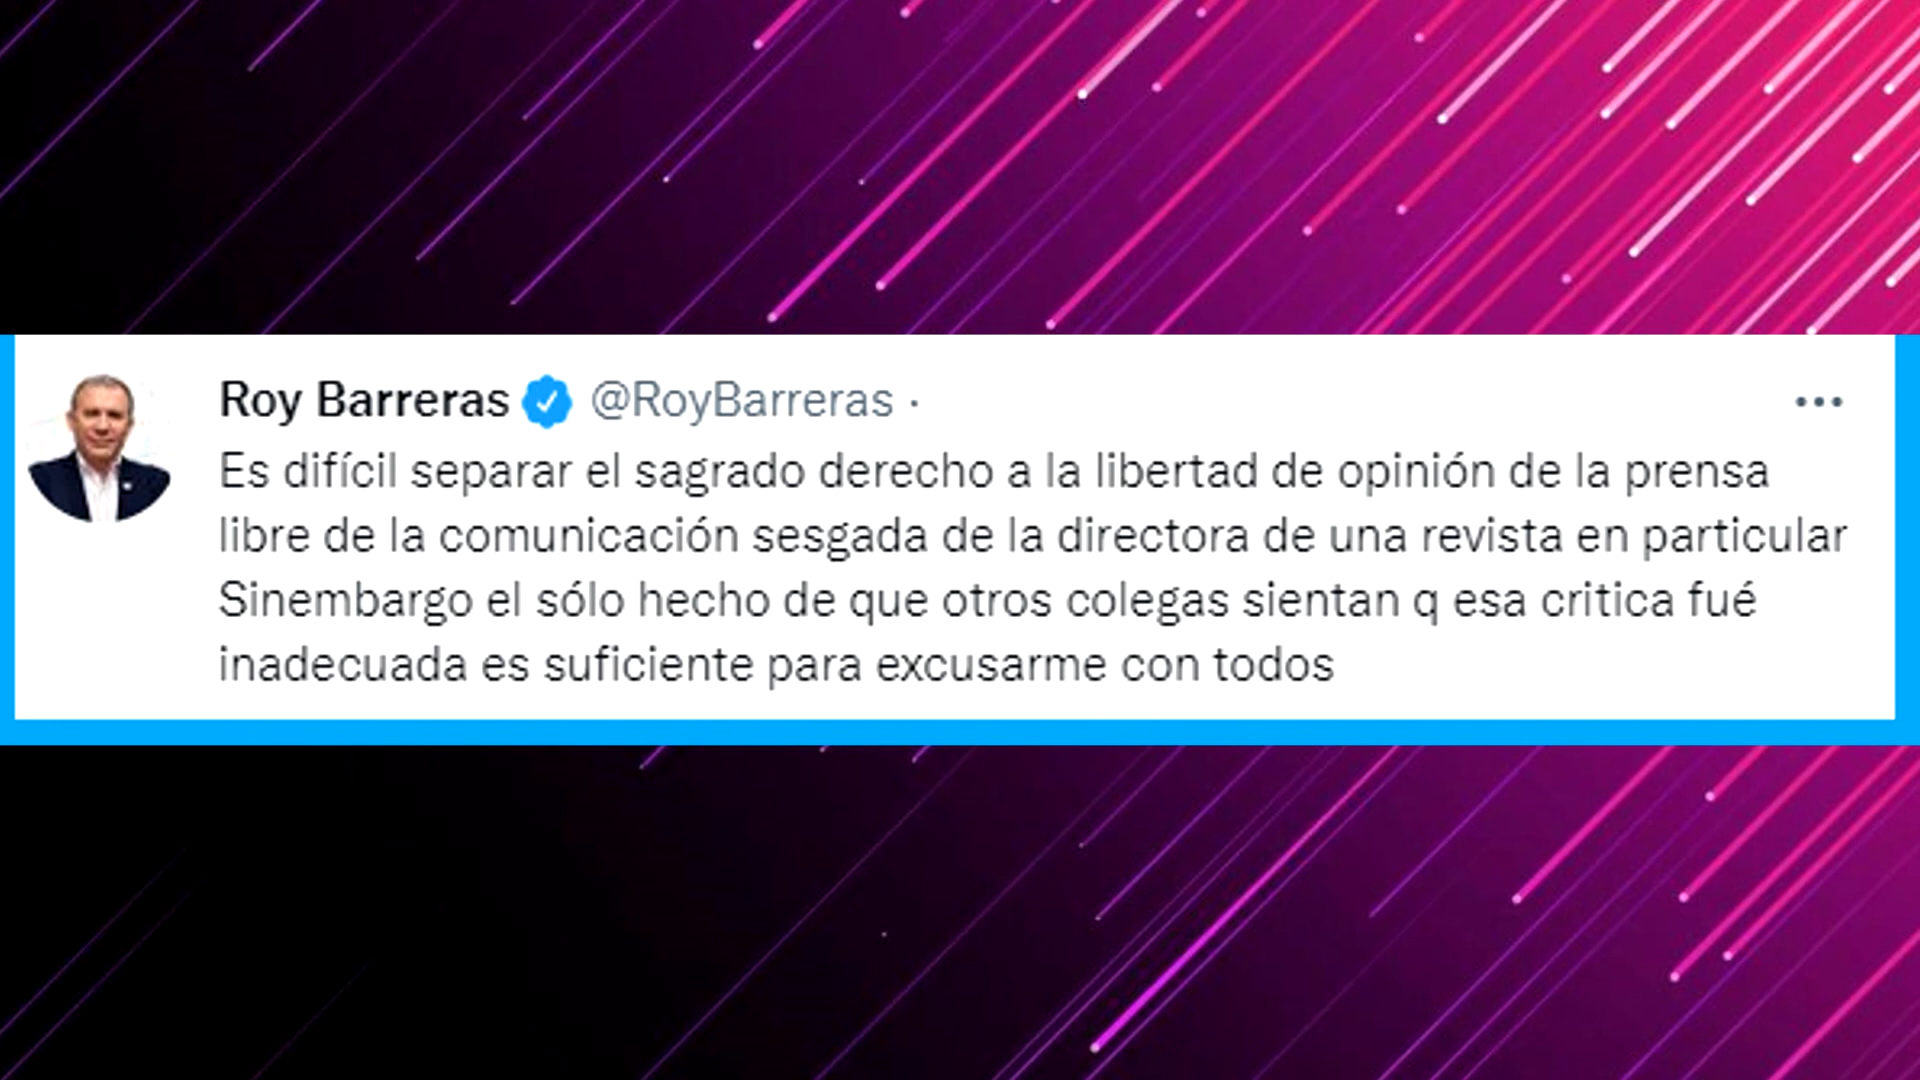 Roy Barreras @RoyBarreras ·
Es difícil separar el sagrado derecho a la libertad de opinión de la prensa
libre de la comunicación sesgada de la directora de una revista en particular
Sinembargo el sólo hecho de que otros colegas sientan q esa critica fué
inadecuada es suficiente para excusarme con todos